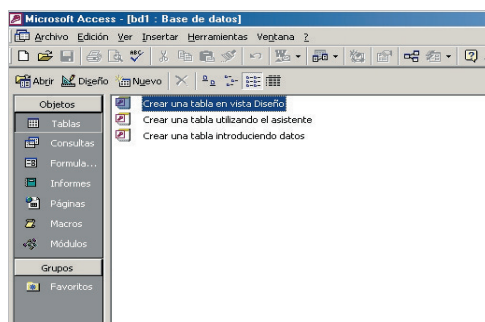 Microsoft Access - [bd1 : Base de datos]
Archivo Edición Ver Insertar Herramientas Ventana ?
Abrir Diseño Nuevo
Objetos
Tablas
Consultas
Formula...
Informes
Páginas
Macros
Módulos
Grupos
Favoritos
Crear una tabla en vista Diseño
Crear una tabla utilizando el asistente
Crear una tabla introduciendo datos